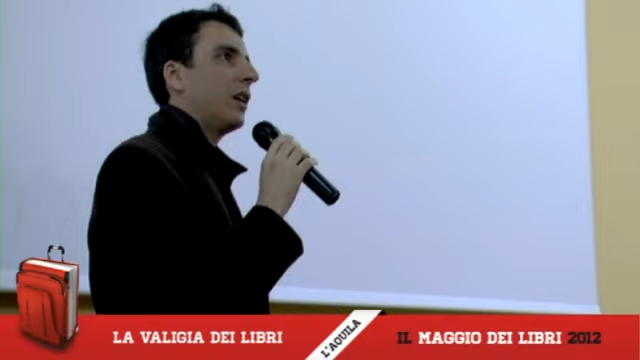 LA VALIGIA DEI LIBRI
L'AQUILA
IL MAGGIO DEI LIBRI 2012